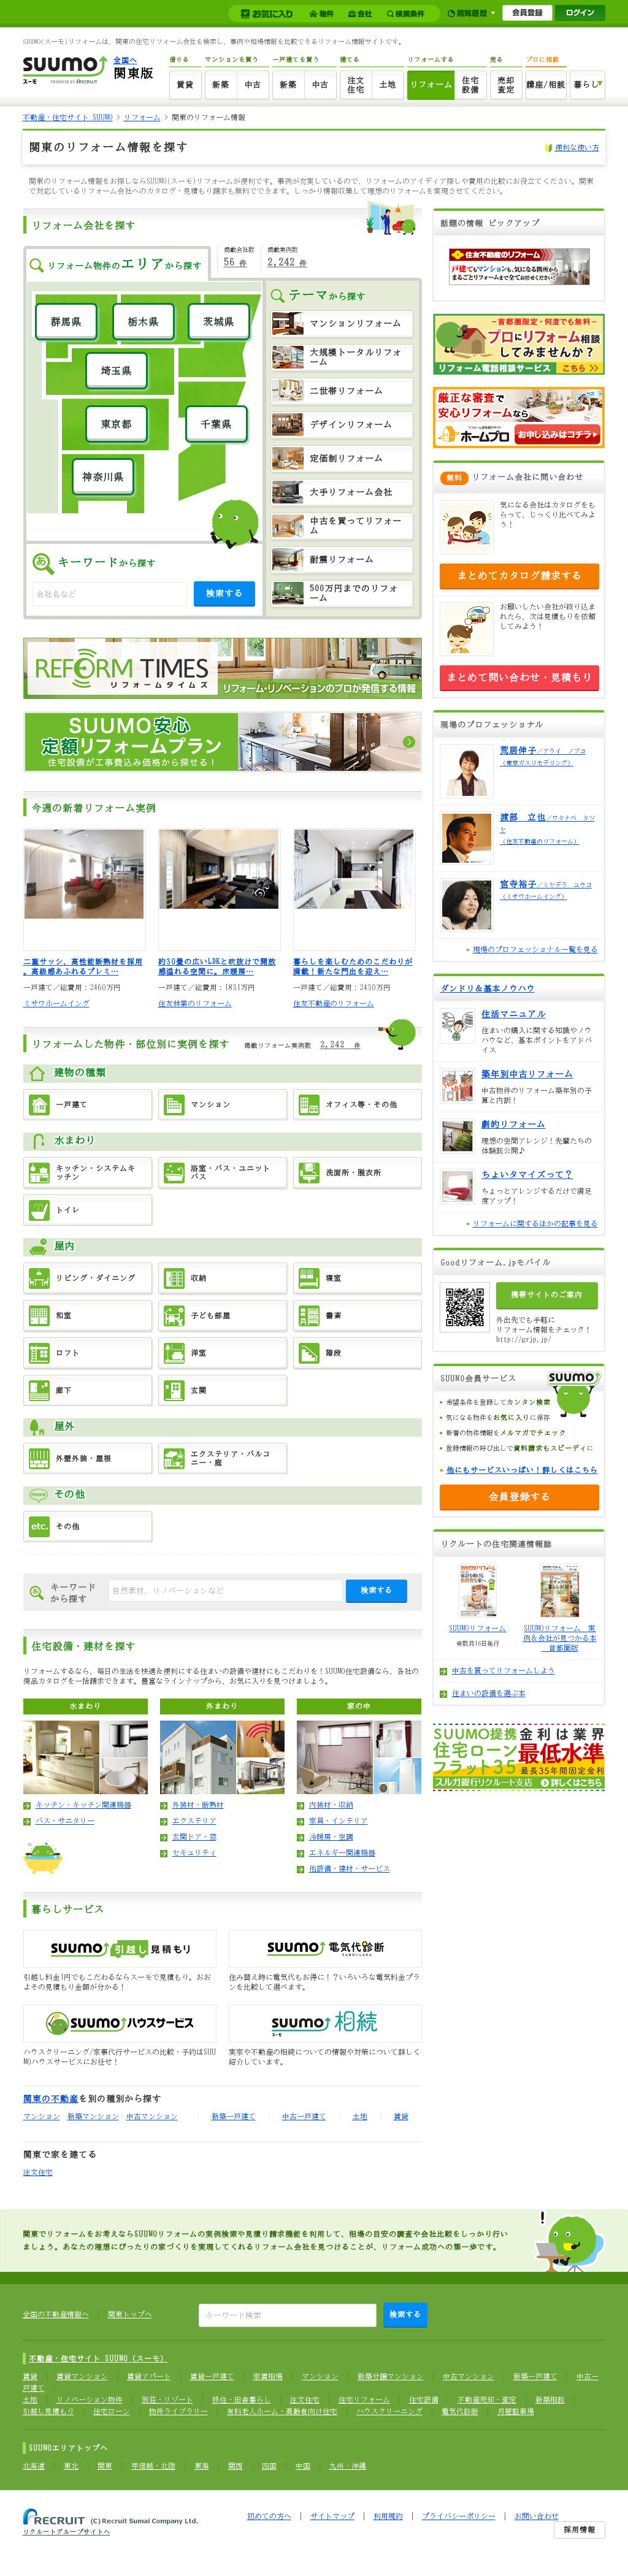 お気に入り 物件 会社 検索条件 閲覧履歴 会員登録 ログイン
SUUMO(スーモ)リフォームは、関東の住宅リフォーム会社を検索し、事例や相場情報を比較できるリフォーム情報サイトです。
SUUMO スーモ 全国へ 関東版
借りる マンションを買う 一戸建てを買う 建てる リフォームする 売る プロに相談
賃貸 新築 中古 新築 中古 注文住宅 土地 リフォーム 住宅設備 売却査定 講座/相談 暮らし
不動産・住宅サイト SUUMO > リフォーム > 関東のリフォーム情報
関東のリフォーム情報を探す
便利な使い方
関東のリフォーム情報をお探しならSUUMO(スーモ)リフォームが便利です。事例が充実しているので、リフォームのアイディア探しや費用の比較にお役立てください。関東で対応しているリフォーム会社へのカタログ・見積もり請求も無料でできます。しっかり情報収集して理想のリフォームを実現させてください。
リフォーム会社を探す
リフォーム物件のエリアから探す
掲載会社数 56 件
掲載実例数 2,242 件
群馬県
栃木県
茨城県
埼玉県
東京都
千葉県
神奈川県
キーワードから探す
会社名など
検索する
テーマから探す
マンションリフォーム
大規模トータルリフォーム
二世帯リフォーム
デザインリフォーム
定価制リフォーム
大手リフォーム会社
中古を買ってリフォーム
耐震リフォーム
500万円までのリフォーム
REFORM TIMES
リフォームタイムズ
リフォーム・リノベーションのプロが発信する情報
SUUMO安心
定額リフォームプラン
住宅設備が工事費込み価格から探せる!
今週の新着リフォーム実例
二重サッシ、高性能断熱材を採用。高級感あふれるプレミ…
一戸建て／総費用：2460万円
ミサワホームイング
約30畳の広いLDKと吹抜けで開放感溢れる空間に。床暖房…
一戸建て／総費用：1831万円
住友林業のリフォーム
暮らしを楽しむためのこだわりが満載！新たな門出を迎え…
一戸建て／総費用：2430万円
住友不動産のリフォーム
リフォームした物件・部位別に実例を探す
掲載リフォーム実例数 2,242 件
建物の種類
一戸建て
マンション
オフィス等・その他
水まわり
キッチン・システムキッチン
浴室・バス・ユニットバス
洗面所・脱衣所
トイレ
屋内
リビング・ダイニング
収納
寝室
和室
子ども部屋
書斎
ロフト
洋室
階段
廊下
玄関
屋外
外壁外装・屋根
エクステリア・バルコニー・庭
その他
etc. その他
キーワードから探す
自然素材、リノベーションなど
検索する
住宅設備・建材を探す
リフォームするなら、毎日の生活を快適&便利にする住まいの設備や建材にもこだわりを！SUUMO住宅設備なら、各社の商品カタログを一括請求できます。豊富なラインナップから、お気に入りを見つけましょう。
水まわり
キッチン・キッチン関連機器
バス・サニタリー
外まわり
外装材・断熱材
エクステリア
玄関ドア・窓
セキュリティ
家の中
内装材・収納
家具・インテリア
冷暖房・空調
エネルギー関連機器
他設備・建材・サービス
暮らしサービス
SUUMO 引越し見積もり
引越し料金1円でもこだわるならスーモで見積もり。おおよその見積もり金額が分かる！
SUUMO 電気代診断
住み替え時に電気代もお得に！？いろいろな電気料金プランを比較して選べます。
SUUMO ハウスサービス
ハウスクリーニング/家事代行サービスの比較・予約はSUUMOハウスサービスにお任せ！
SUUMO スーモ 相続
実家や不動産の相続についての情報や対策について詳しく紹介しています。
関東の不動産を別の種別から探す
マンション 新築マンション 中古マンション 新築一戸建て 中古一戸建て 土地 賃貸
関東で家を建てる
注文住宅
話題の情報 ピックアップ
住友不動産のリフォーム
戸建てもマンションも、気になる箇所からまるごとリフォームまで全てお任せください！
ー首都圏限定・何度でも無料ー
プロにリフォーム相談してみませんか？
リフォーム電話相談サービス こちら
厳正な審査で安心リフォームなら
ホームプロ お申し込みはコチラ
無料 リフォーム会社に問い合わせ
気になる会社はカタログをもらって、じっくり比べてみよう！
まとめてカタログ請求する
お願いしたい会社が絞り込まれたら、次は見積もりを依頼してみよう！
まとめて問い合わせ・見積もり
現場のプロフェッショナル
荒居伸子／アライ ノブコ
（東京ガスリモデリング）
渡部 立也／ワタナベ タツヤ
（住友不動産のリフォーム）
宮寺裕子／ミヤデラ ユウコ
（ミサワホームイング）
現場のプロフェッショナル一覧を見る
ダンドリ&基本ノウハウ
住活マニュアル
住まいの購入に関する知識やノウハウなど、基本ポイントをアドバイス
築年別中古リフォーム
中古物件のリフォーム築年別の予算と内訳！
劇的リフォーム
理想の空間アレンジ！先輩たちの体験談公開♪
ちょいタマイズって？
ちょっとアレンジするだけで満足度アップ！
リフォームに関するほかの記事を見る
Goodリフォーム.jpモバイル
携帯サイトのご案内
外出先でも手軽にリフォーム情報をチェック！
http://grjp.jp/
SUUMO会員サービス
SUUMO
希望条件を登録してカンタン検索
気になる物件をお気に入りに保存
新着の物件情報をメルマガでチェック
登録情報の呼び出しで資料請求もスピーディに
他にもサービスいっぱい！詳しくはこちら
会員登録する
リクルートの住宅関連情報誌
SUUMOリフォーム
奇数月16日発行
SUUMOリフォーム 実例&会社が見つかる本 首都圏版
中古を買ってリフォームしよう
住まいの設備を選ぶ本
SUUMO提携 住宅ローン フラット35
金利は業界最低水準
最長35年間固定金利
スルガ銀行リクルート支店 詳しくはこちら
関東でリフォームをお考えならSUUMOリフォームの実例検索や見積り請求機能を利用して、相場の目安の調査や会社比較をしっかり行いましょう。あなたの理想にぴったりの家づくりを実現してくれるリフォーム会社を見つけることが、リフォーム成功への第一歩です。
全国の不動産情報へ 関東トップへ
キーワード検索
検索する
不動産・住宅サイト SUUMO（スーモ）
賃貸 賃貸マンション 賃貸アパート 賃貸一戸建て 家賃相場 マンション 新築分譲マンション 中古マンション 新築一戸建て 中古一戸建て
土地 リノベーション物件 別荘・リゾート 移住・田舎暮らし 注文住宅 住宅リフォーム 住宅設備 不動産売却・査定 新築相談
引越し見積もり 住宅ローン 物件ライブラリー 有料老人ホーム・高齢者向け住宅 ハウスクリーニング 電気代診断 月極駐車場
SUUMOエリアトップへ
北海道 東北 関東 甲信越・北陸 東海 関西 四国 中国 九州・沖縄
RECRUIT (C)Recruit Sumai Company Ltd.
リクルートグループサイトへ
初めての方へ | サイトマップ | 利用規約 | プライバシーポリシー | お問い合わせ
採用情報